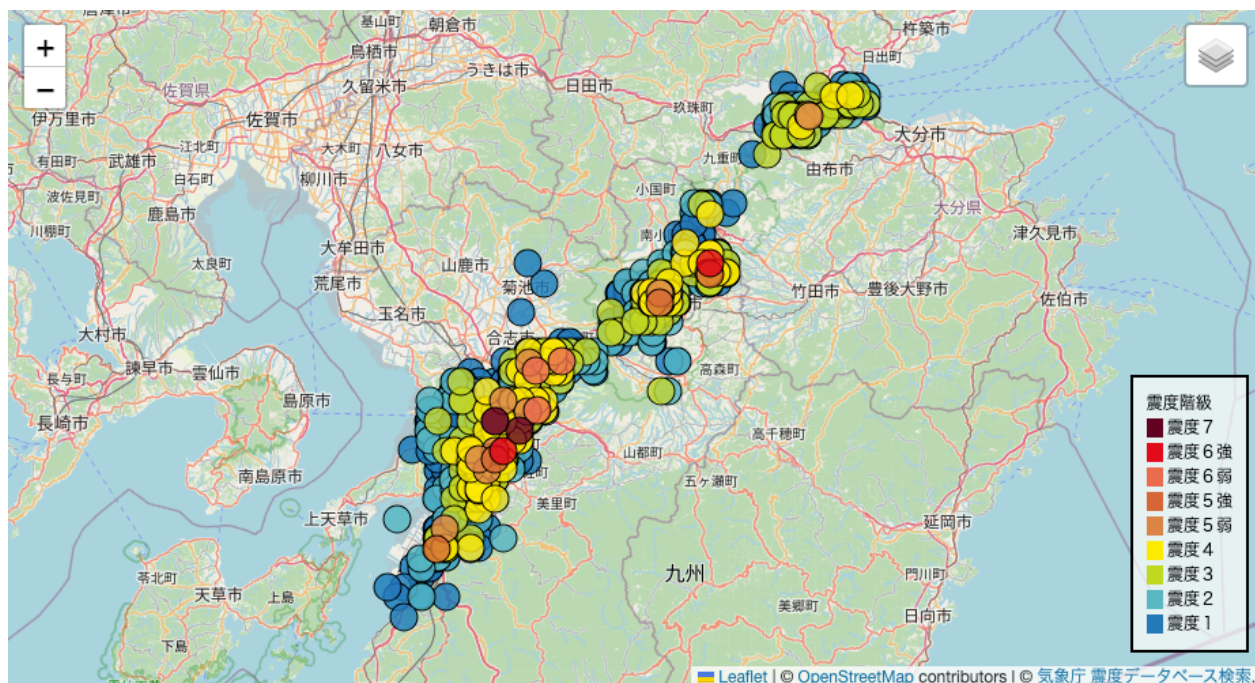 基山町
朝倉市
杵築市
鳥栖市
日出町
うきは市
佐賀県
久留米市
日田市
玖珠町
伊万里市
佐賀市
大分市
有田町
江北町
大木町
八女市
武雄市
九重町
由布市
白石町
柳川市
小国町
波佐見町
鹿島市
大分県
川棚町
津久見市
大牟田市
太良町
山鹿市
荒尾市
菊池市
竹田市
豊後大野市
佐伯市
玉名市
大村市
合志市
諫早市
雲仙市
高森町
長与町
島原市
長崎市
高千穂町
山都町
南島原市
五ヶ瀬町
美里町
上天草市
延岡市
九州
苓北町
門川町
天草市
上島
美郷町
日向市
下島
震度階級
震度7
震度6強
震度6弱
震度5強
震度5弱
震度4
震度3
震度2
震度1
Leaflet | © OpenStreetMap contributors | © 気象庁 震度データベース検索